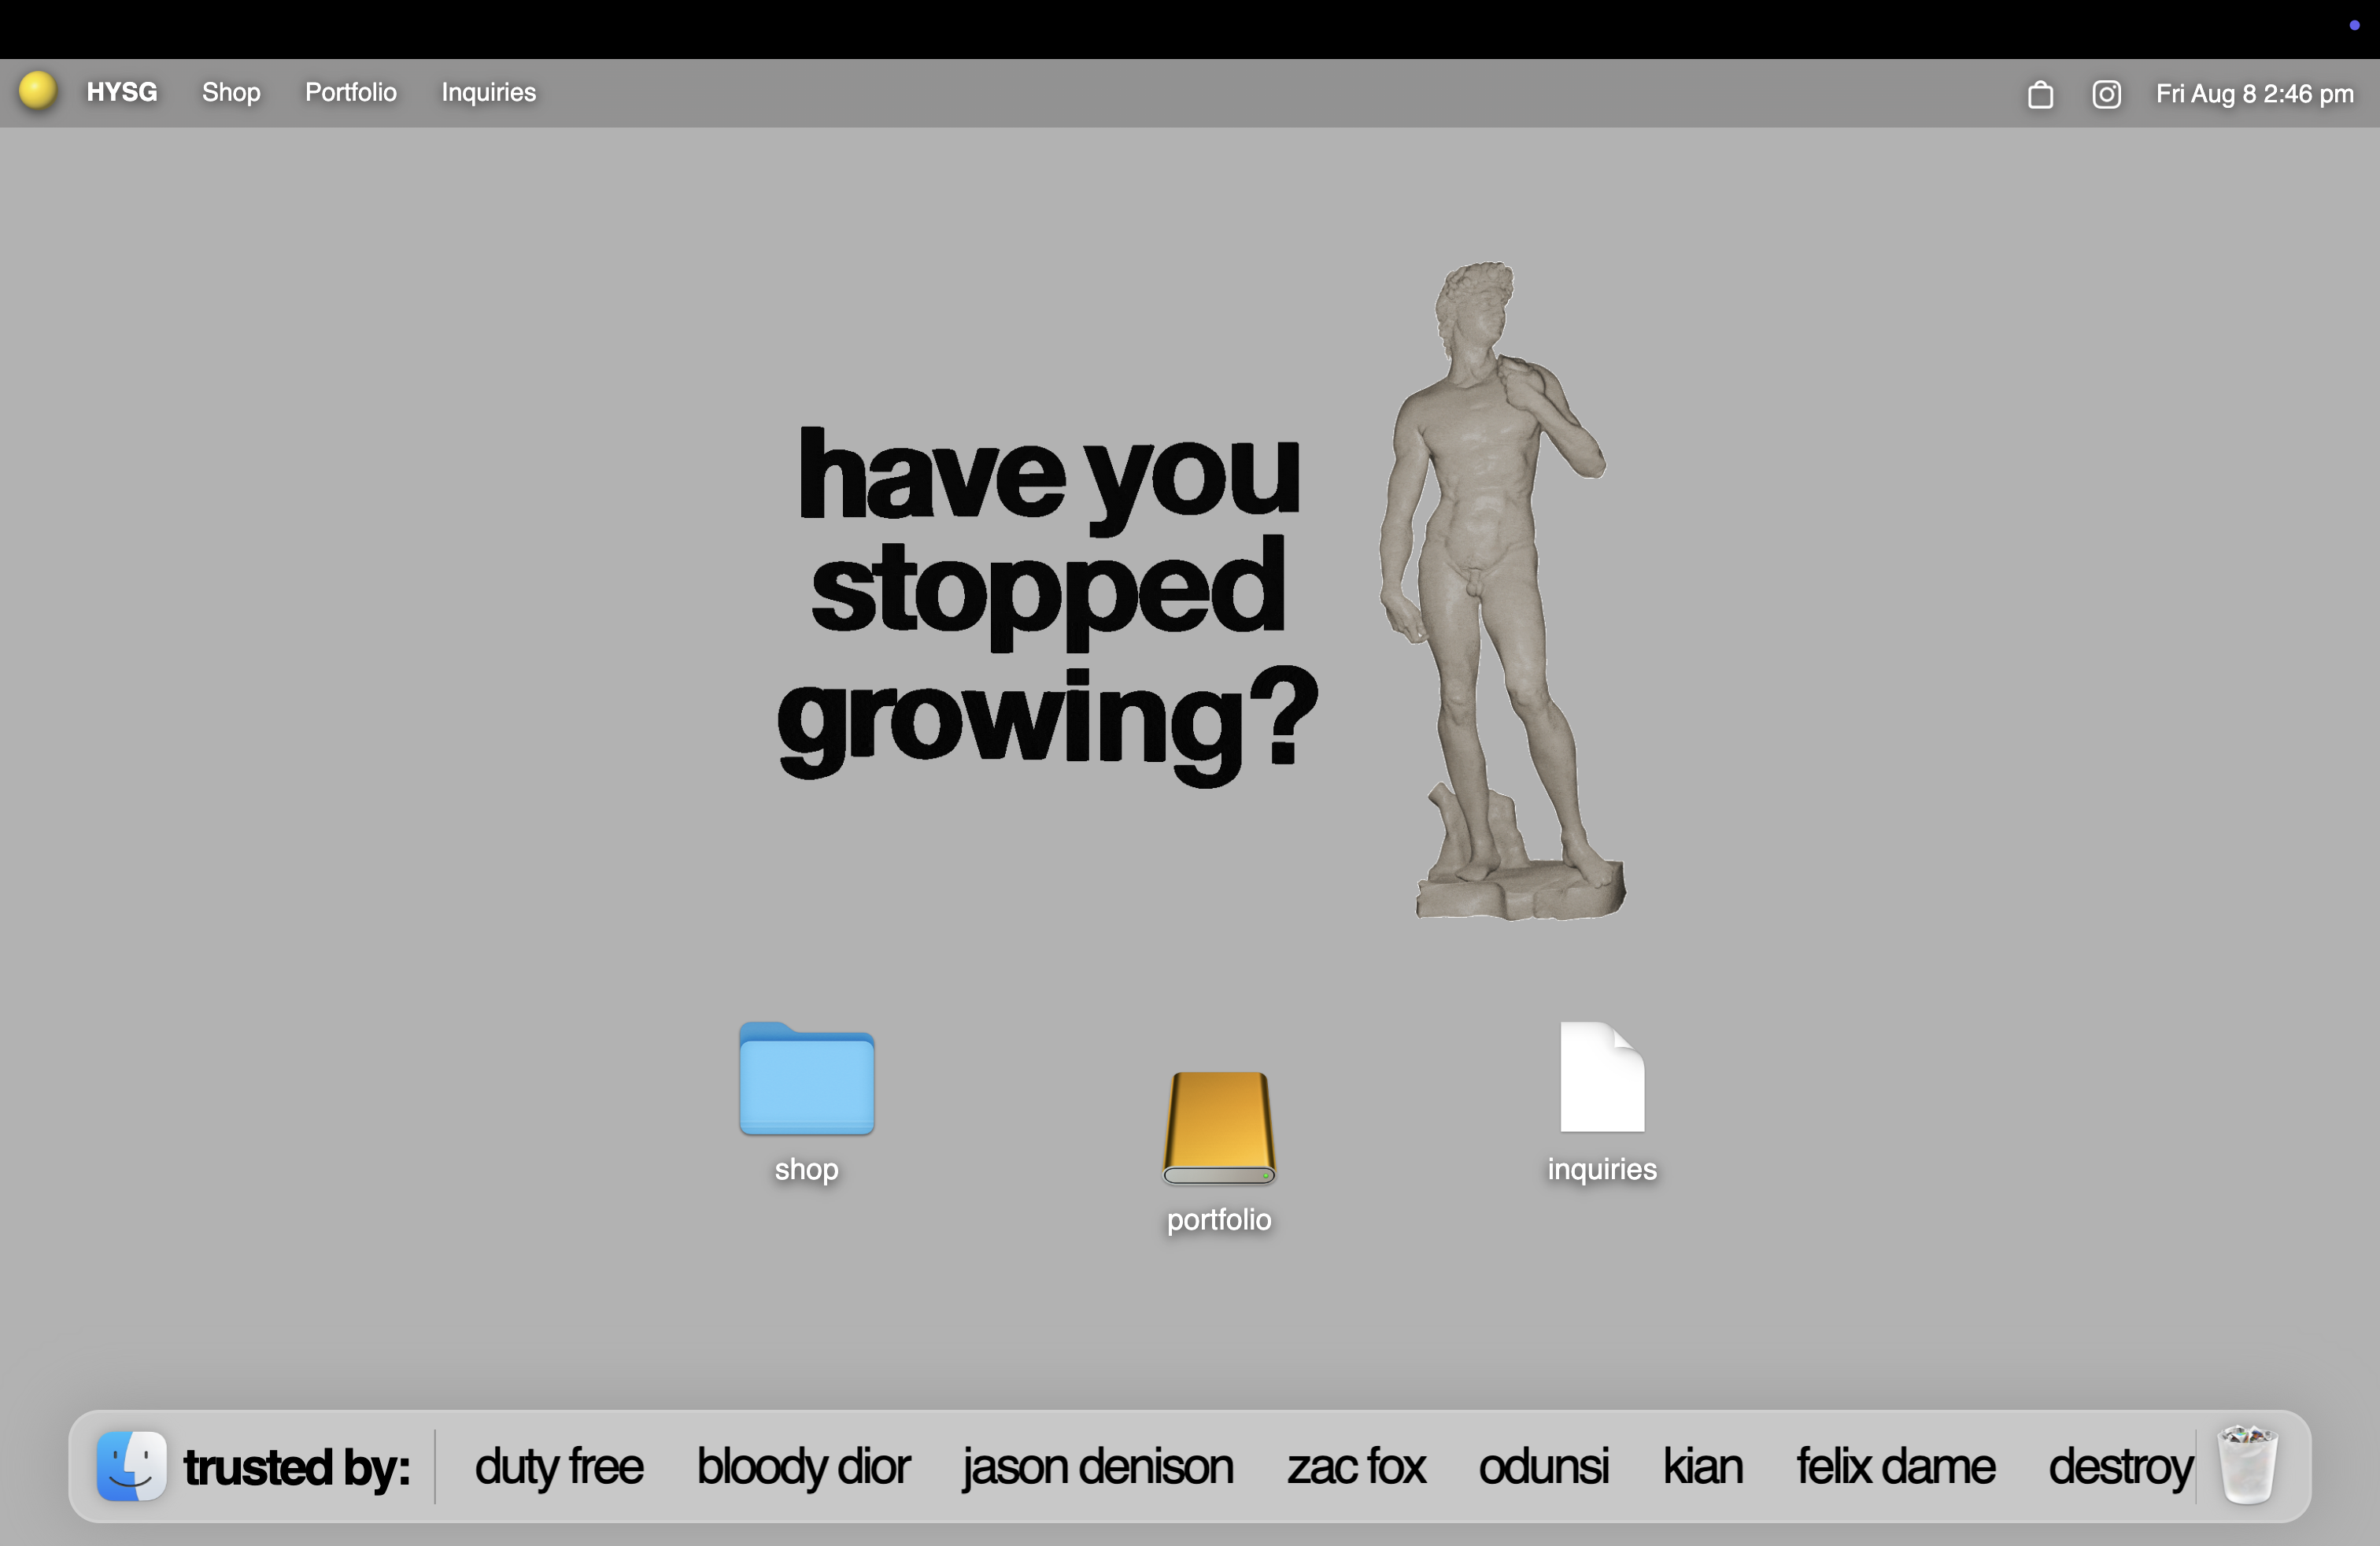 HYSG Shop Portfolio Inquiries Fri Aug 8 2:46 pm
have you
stopped
growing?
shop
portfolio
inquiries
trusted by: duty free bloody dior jason denison zac fox odunsi kian felix dame destroy